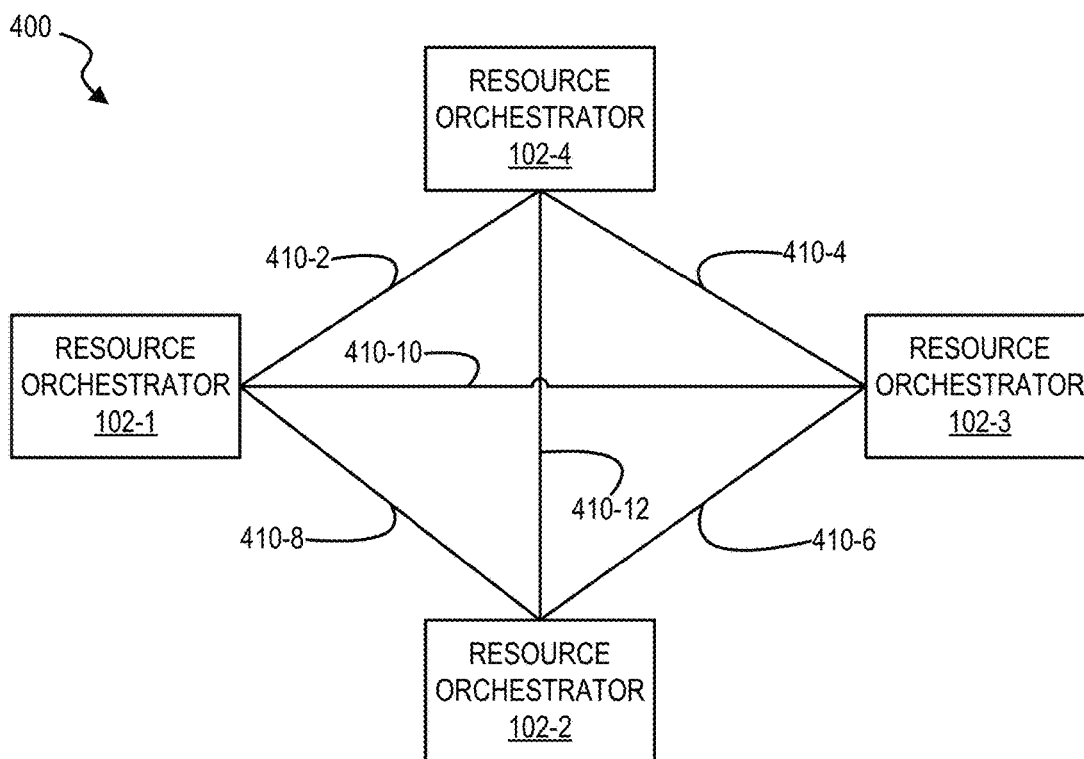 400
RESOURCE
ORCHESTRATOR
102-4
410-2
410-4
RESOURCE
ORCHESTRATOR
102-1
410-10
RESOURCE
ORCHESTRATOR
102-3
410-12
410-8
410-6
RESOURCE
ORCHESTRATOR
102-2